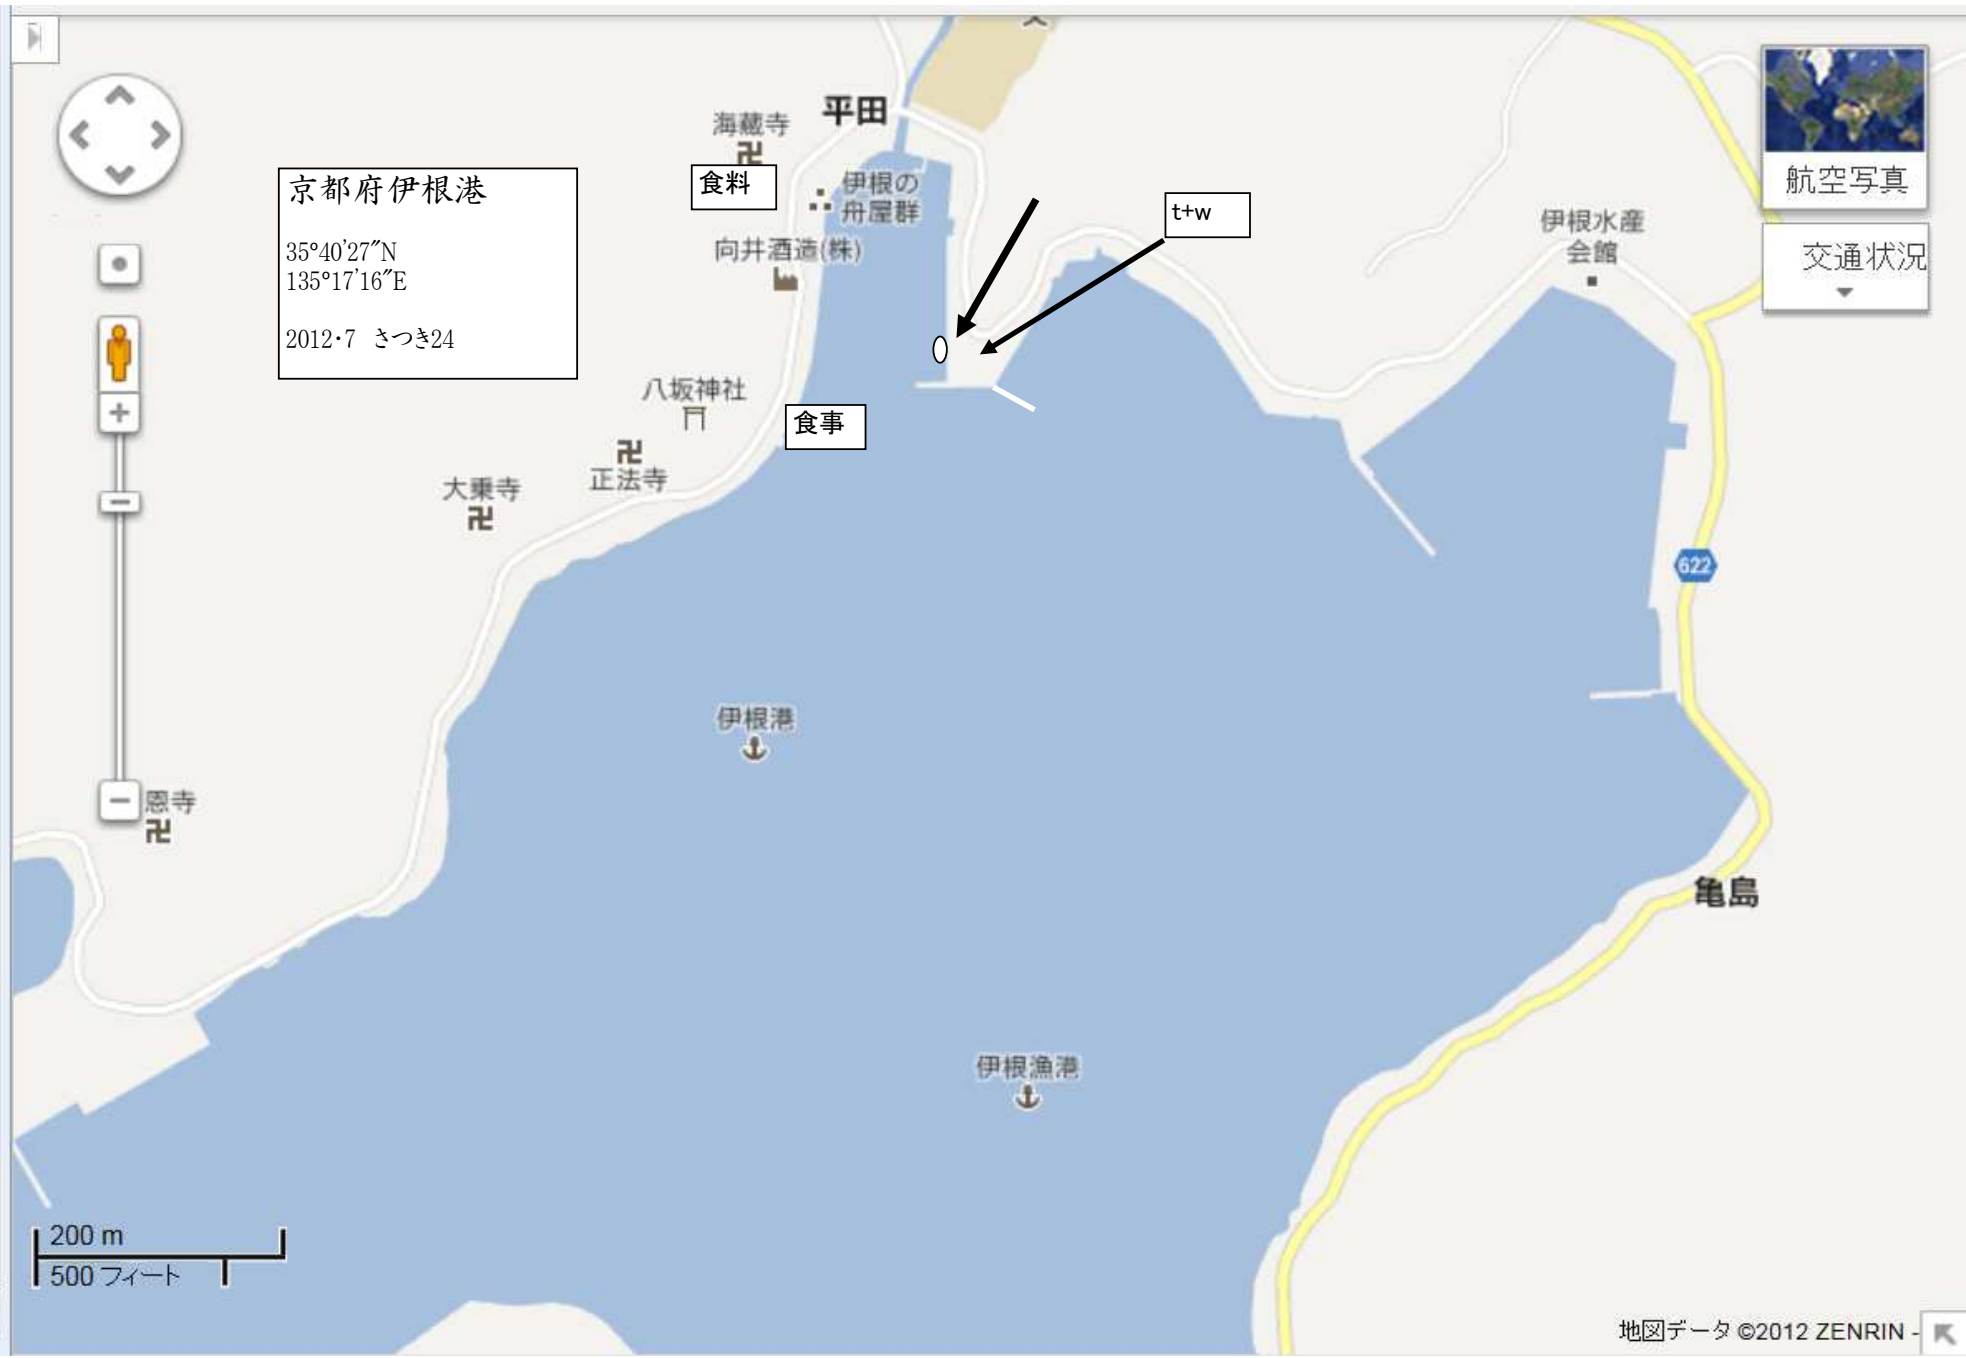 平田
海蔵寺
食料
伊根の
舟屋群
向井酒造(株)
京都府伊根港
35°40’27”N
135°17’16”E
2012・7 さつき24
t+w
伊根水産
会館
航空写真
交通状況
八坂神社
食事
正法寺
大乗寺
622
伊根港
恩寺
亀島
伊根漁港
200 m
500 フィート
地図データ ©2012 ZENRIN -